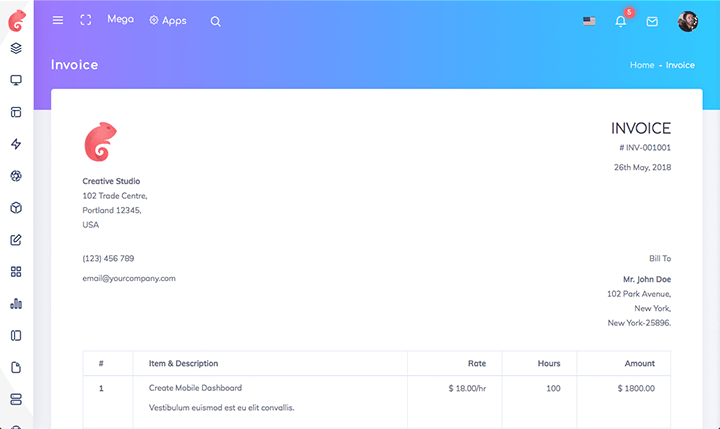 Mega
Apps
5
Invoice
Home - Invoice
INVOICE
# INV-001001
26th May, 2018
Creative Studio
102 Trade Centre,
Portland 12345,
USA
(123) 456 789
email@yourcompany.com
Bill To
Mr. John Doe
102 Park Avenue,
New York,
New York-25896.
# Item & Description Rate Hours Amount
1 Create Mobile Dashboard $ 18.00/hr 100 $ 1800.00
Vestibulum euismod est eu elit convallis.